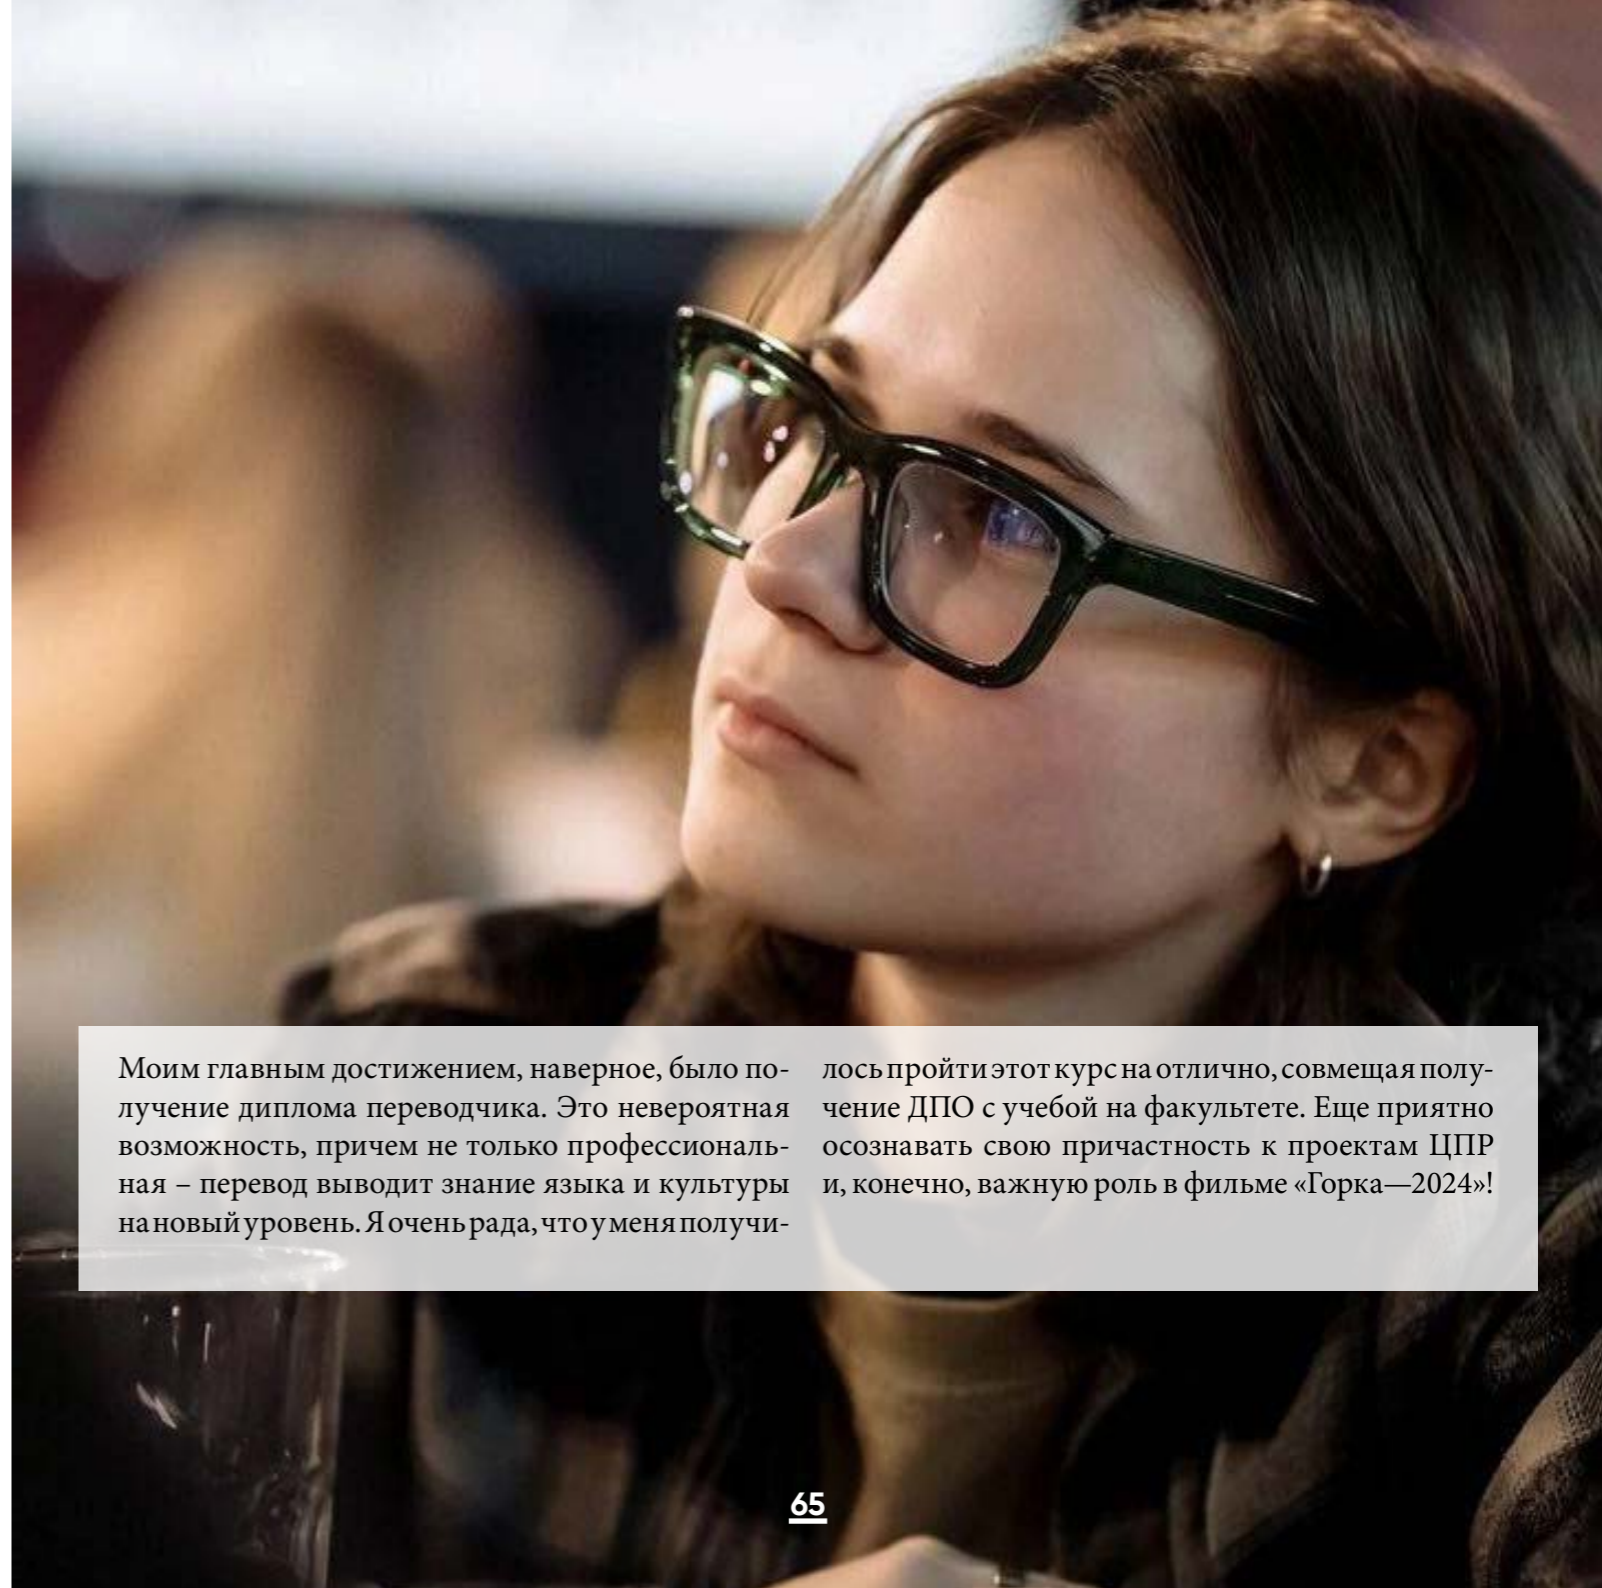 Моим главным достижением, наверное, было по-
лучение диплома переводчика. Это невероятная
возможность, причем не только профессиональ-
ная – перевод выводит знание языка и культуры
на новый уровень. Я очень рада, что у меня получи-
лось пройти этот курс на отлично, совмещая полу-
чение ДПО с учебой на факультете. Еще приятно
осознавать свою причастность к проектам ЦПР
и, конечно, важную роль в фильме «Горка—2024»!
65